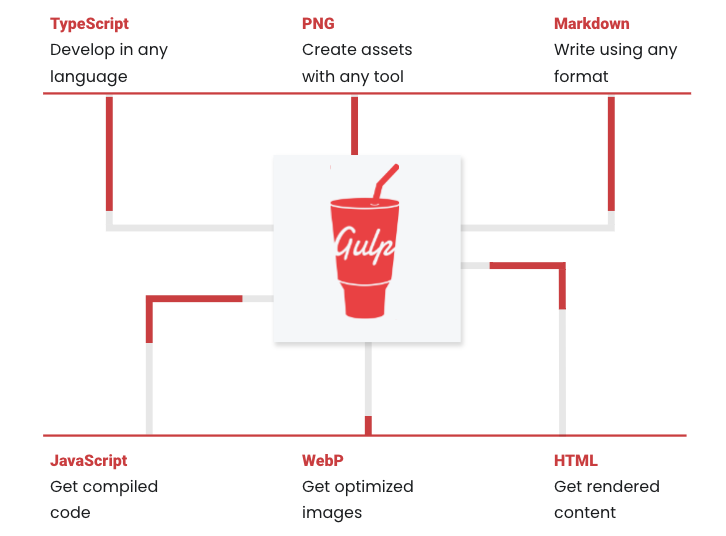 TypeScript
Develop in any
language
PNG
Create assets
with any tool
Markdown
Write using any
format
Gulp
JavaScript
Get compiled
code
WebP
Get optimized
images
HTML
Get rendered
content